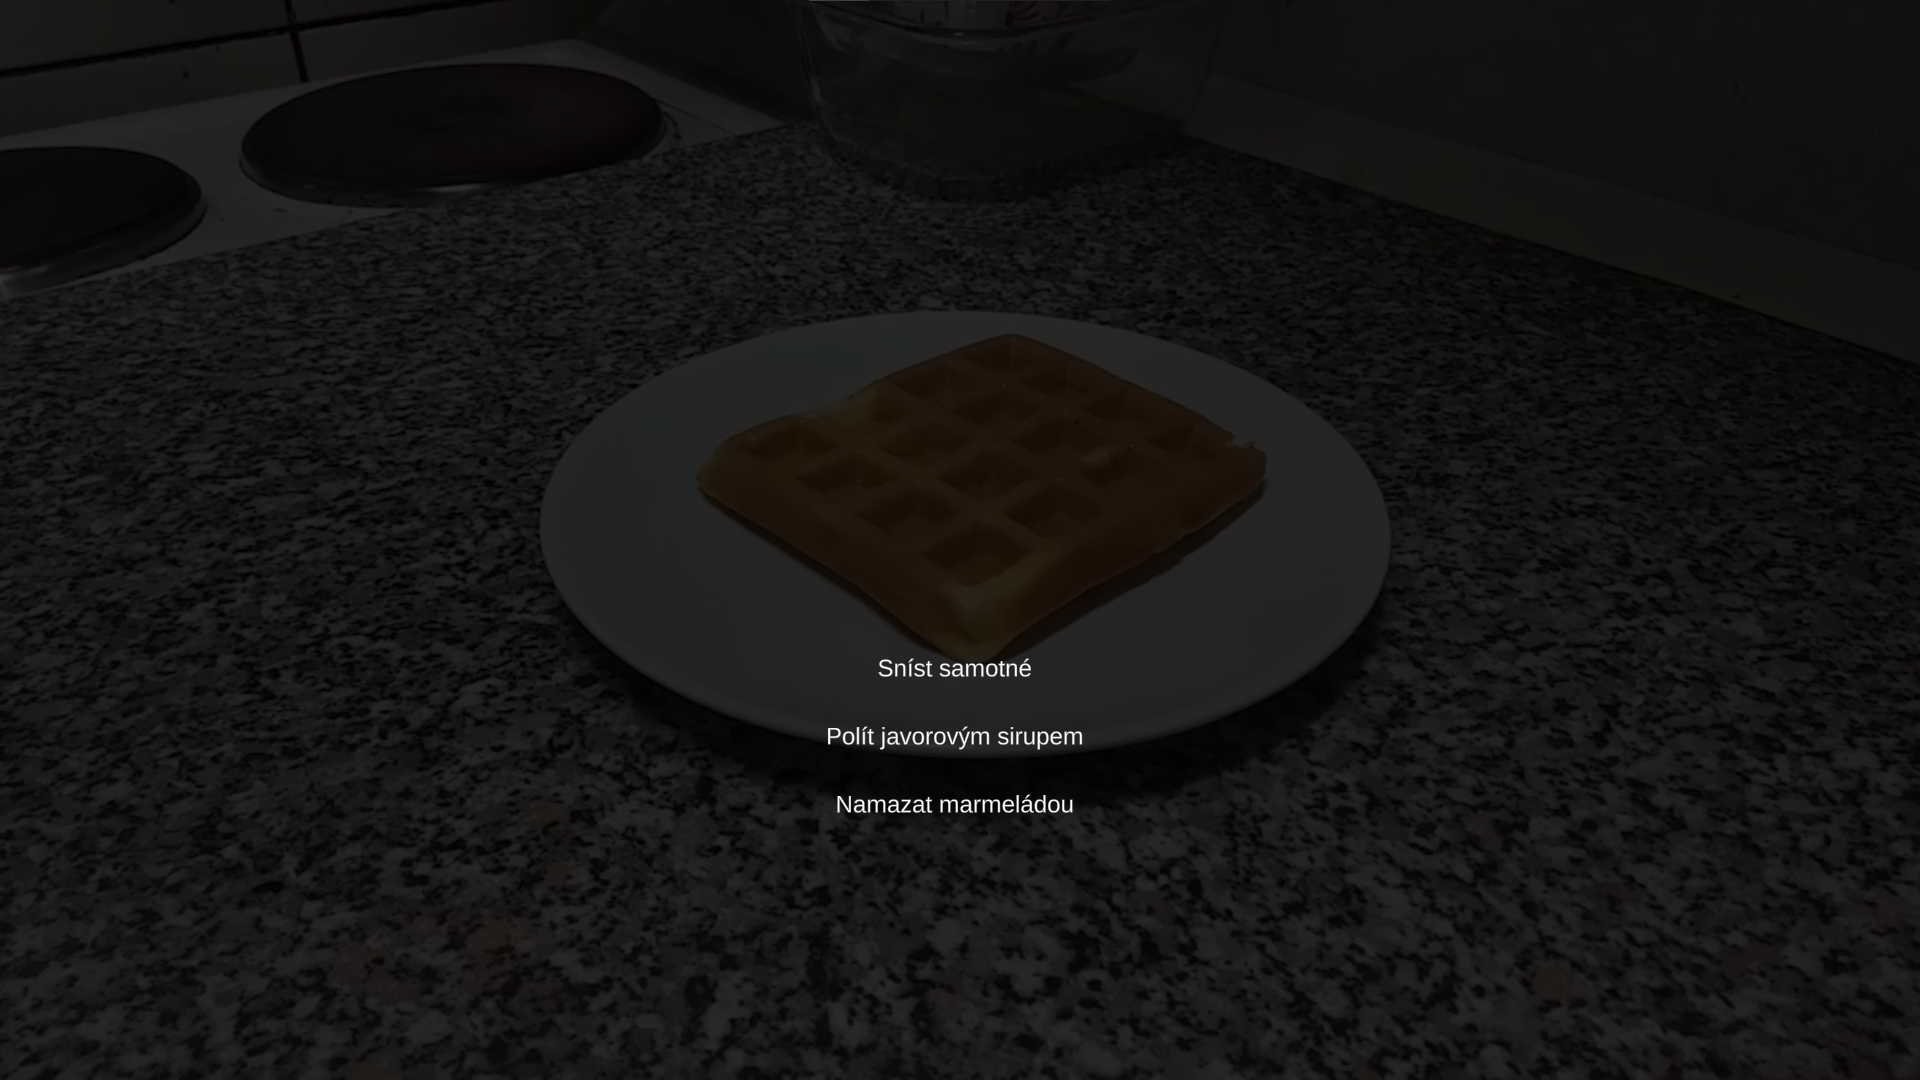 Sníst samotné
Polít javorovým sirupem
Namazat marmeládou